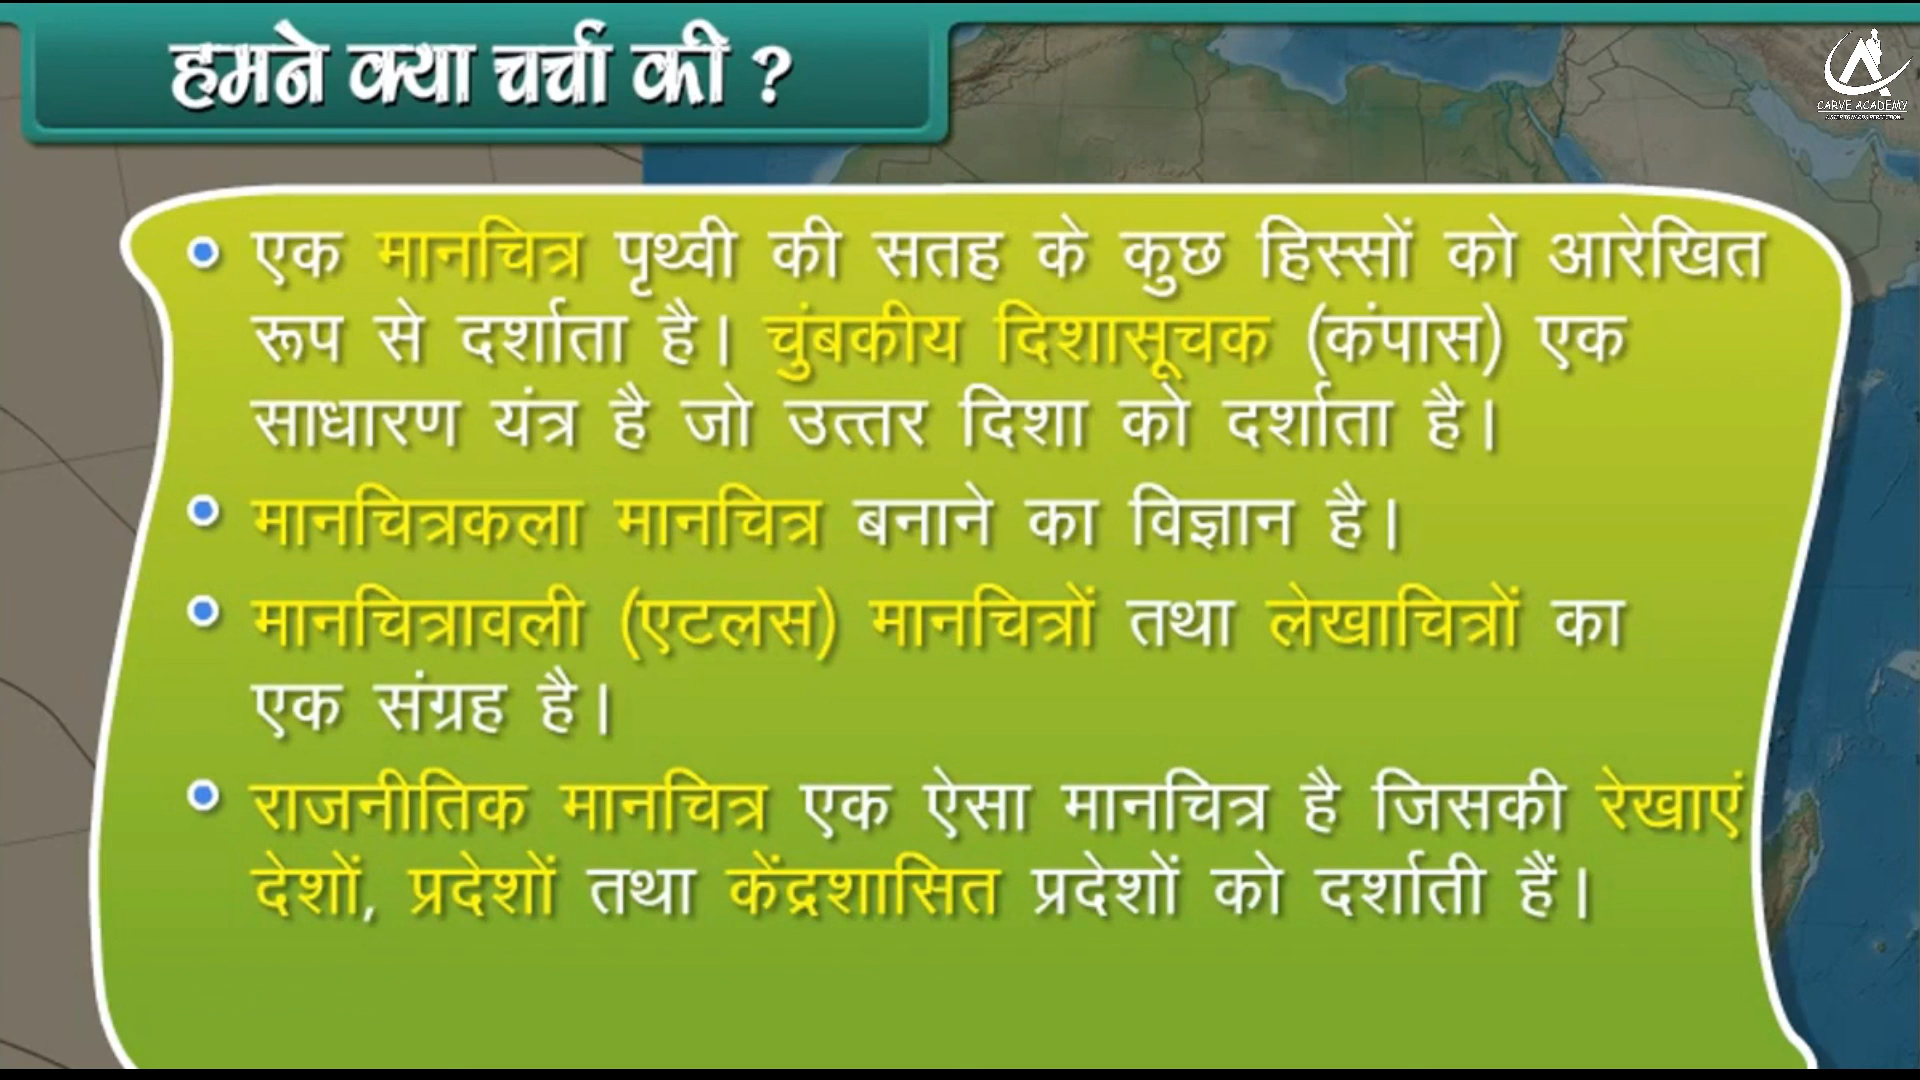 हमने क्या चर्चा की ?
CARVE ACADEMY
एक मानचित्र पृथ्वी की सतह के कुछ हिस्सों को आरेखित
रूप से दर्शाता है। चुंबकीय दिशासूचक (कंपास) एक
साधारण यंत्र है जो उत्तर दिशा को दर्शाता है।
मानचित्रकला मानचित्र बनाने का विज्ञान है।
मानचित्रावली (एटलस) मानचित्रों तथा लेखाचित्रों का
एक संग्रह है।
राजनीतिक मानचित्र एक ऐसा मानचित्र है जिसकी रेखाएं
देशों, प्रदेशों तथा केंद्रशासित प्रदेशों को दर्शाती हैं।